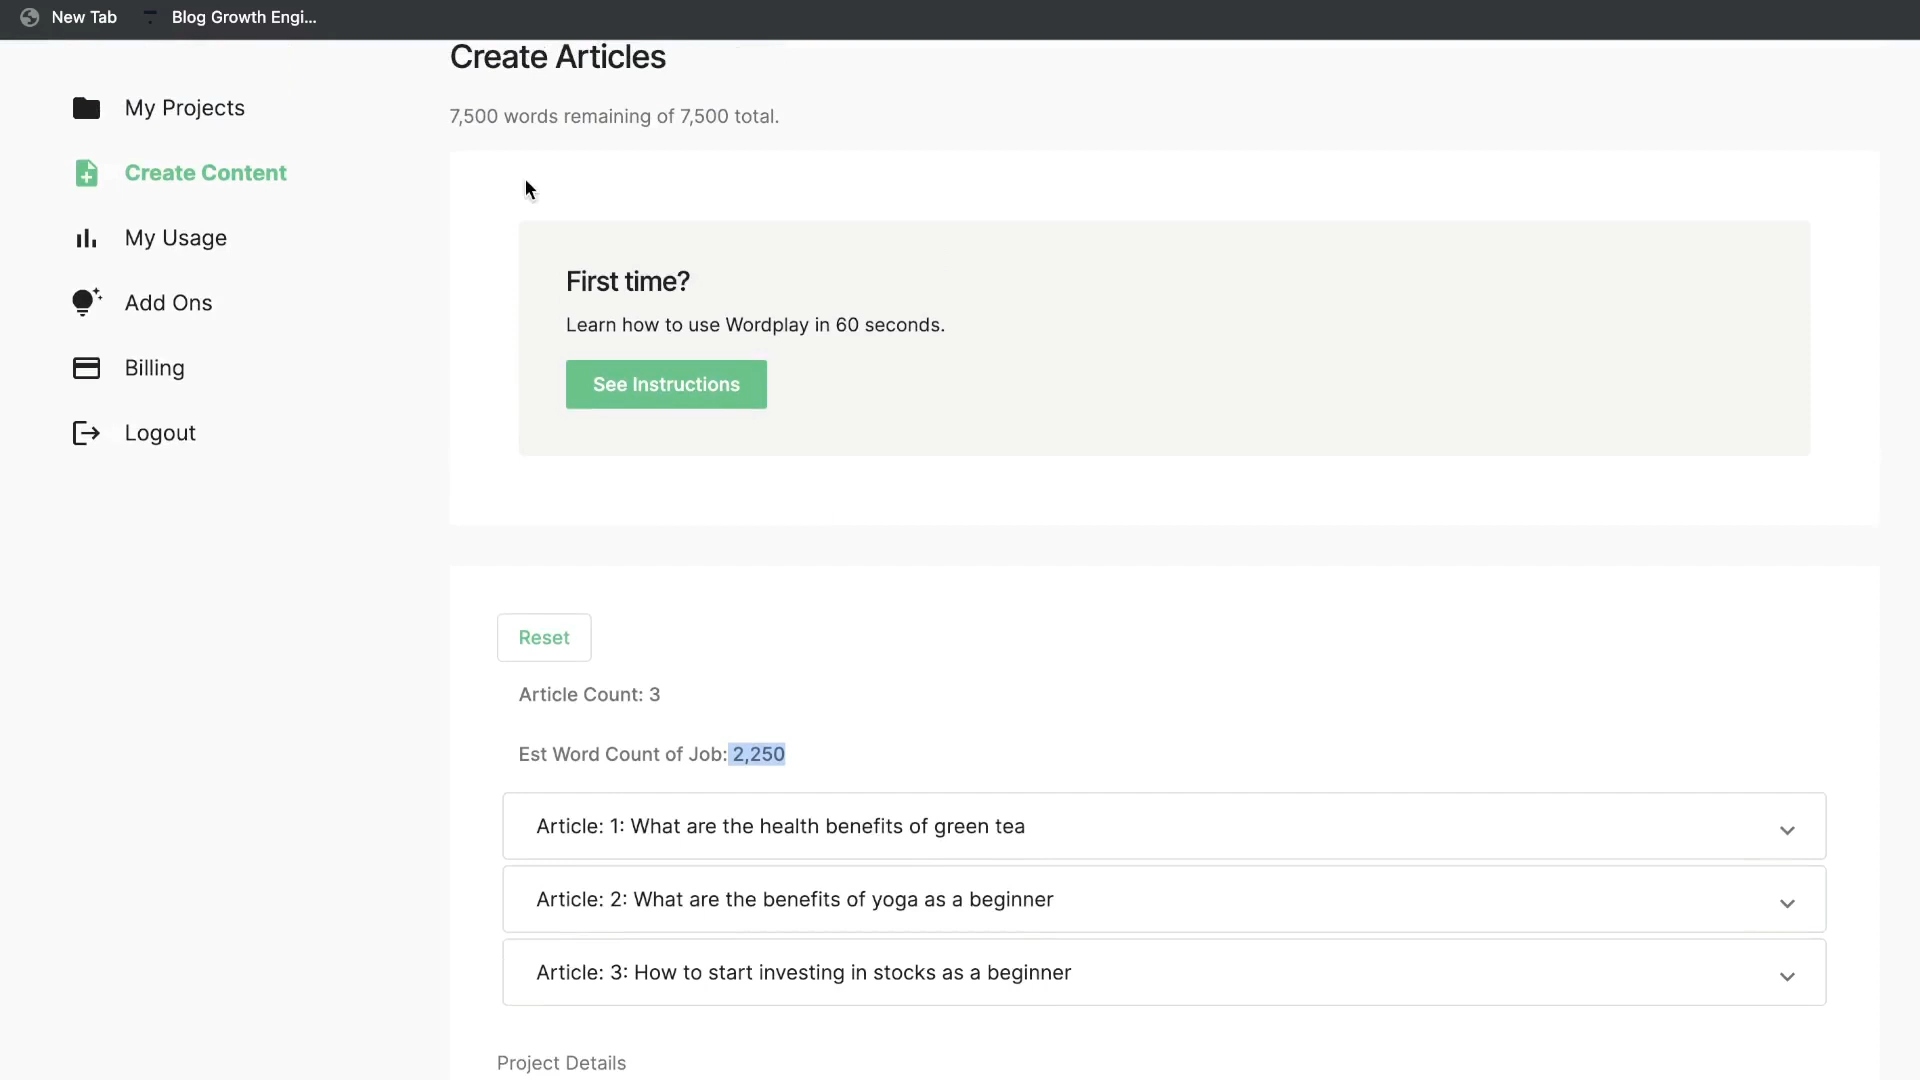 New Tab
Blog Growth Engi...
Create Articles
7,500 words remaining of 7,500 total.
My Projects
Create Content
My Usage
Add Ons
Billing
Logout
First time?
Learn how to use Wordplay in 60 seconds.
See Instructions
Reset
Article Count: 3
Est Word Count of Job: 2,250
Article: 1: What are the health benefits of green tea
Article: 2: What are the benefits of yoga as a beginner
Article: 3: How to start investing in stocks as a beginner
Project Details